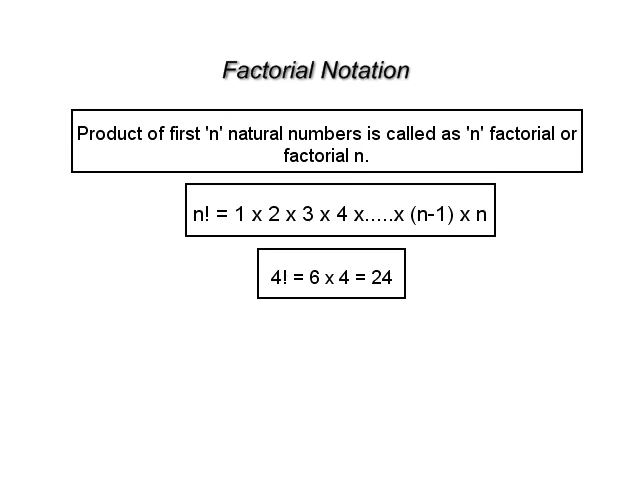 Factorial Notation
Product of first 'n' natural numbers is called as 'n' factorial or
factorial n.
n! = 1 x 2 x 3 x 4 x.....x (n-1) x n
4! = 6 x 4 = 24